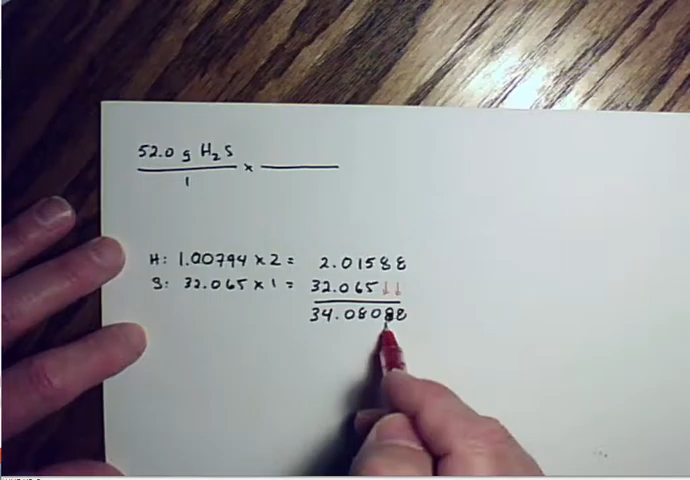 52.0 g H₂S
1 ×
H: 1.00794 × 2 = 2.01588
S: 32.065 × 1 = 32.065↓↓
34.08088